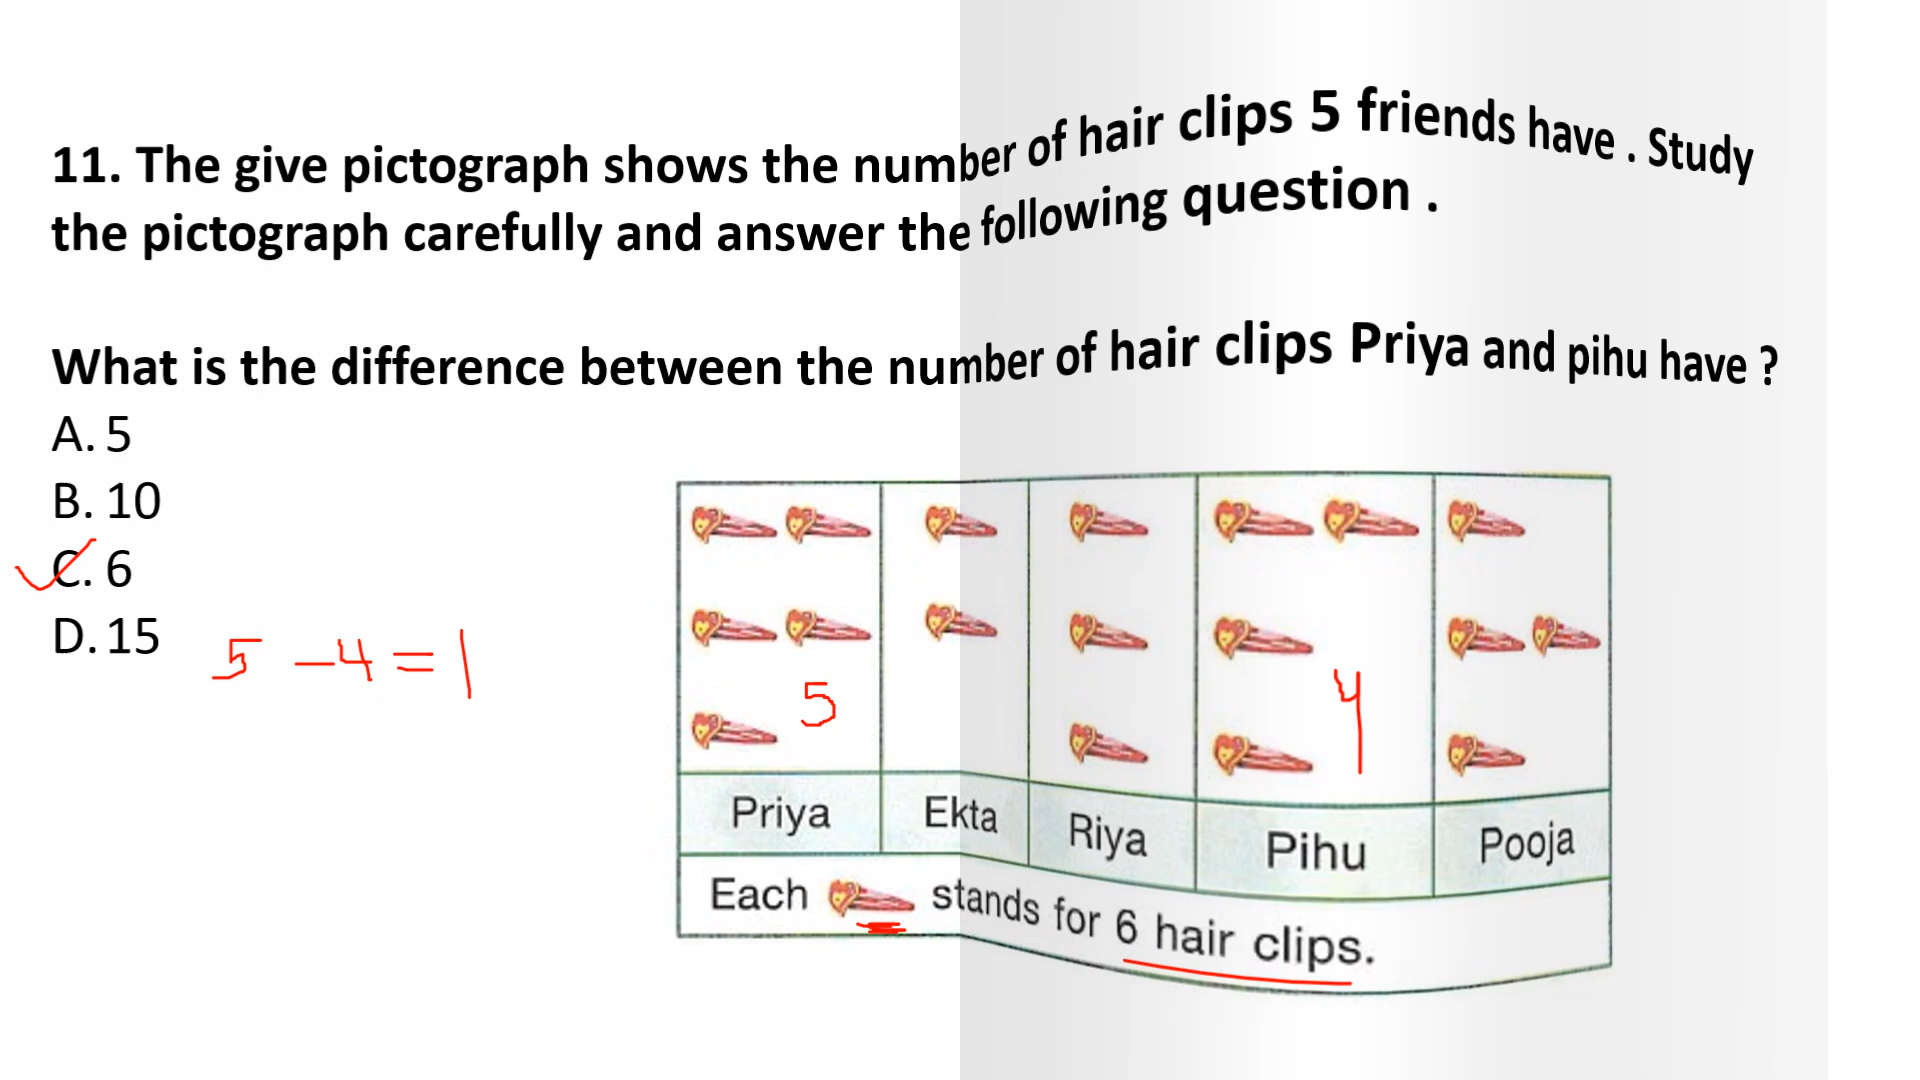 11. The give pictograph shows the number of hair clips 5 friends have . Study
the pictograph carefully and answer the following question .
What is the difference between the number of hair clips Priya and pihu have ?
A. 5
B. 10
C. 6
D. 15
5 - 4 = 1
5
4
Priya Ekta Riya Pihu Pooja
Each stands for 6 hair clips.